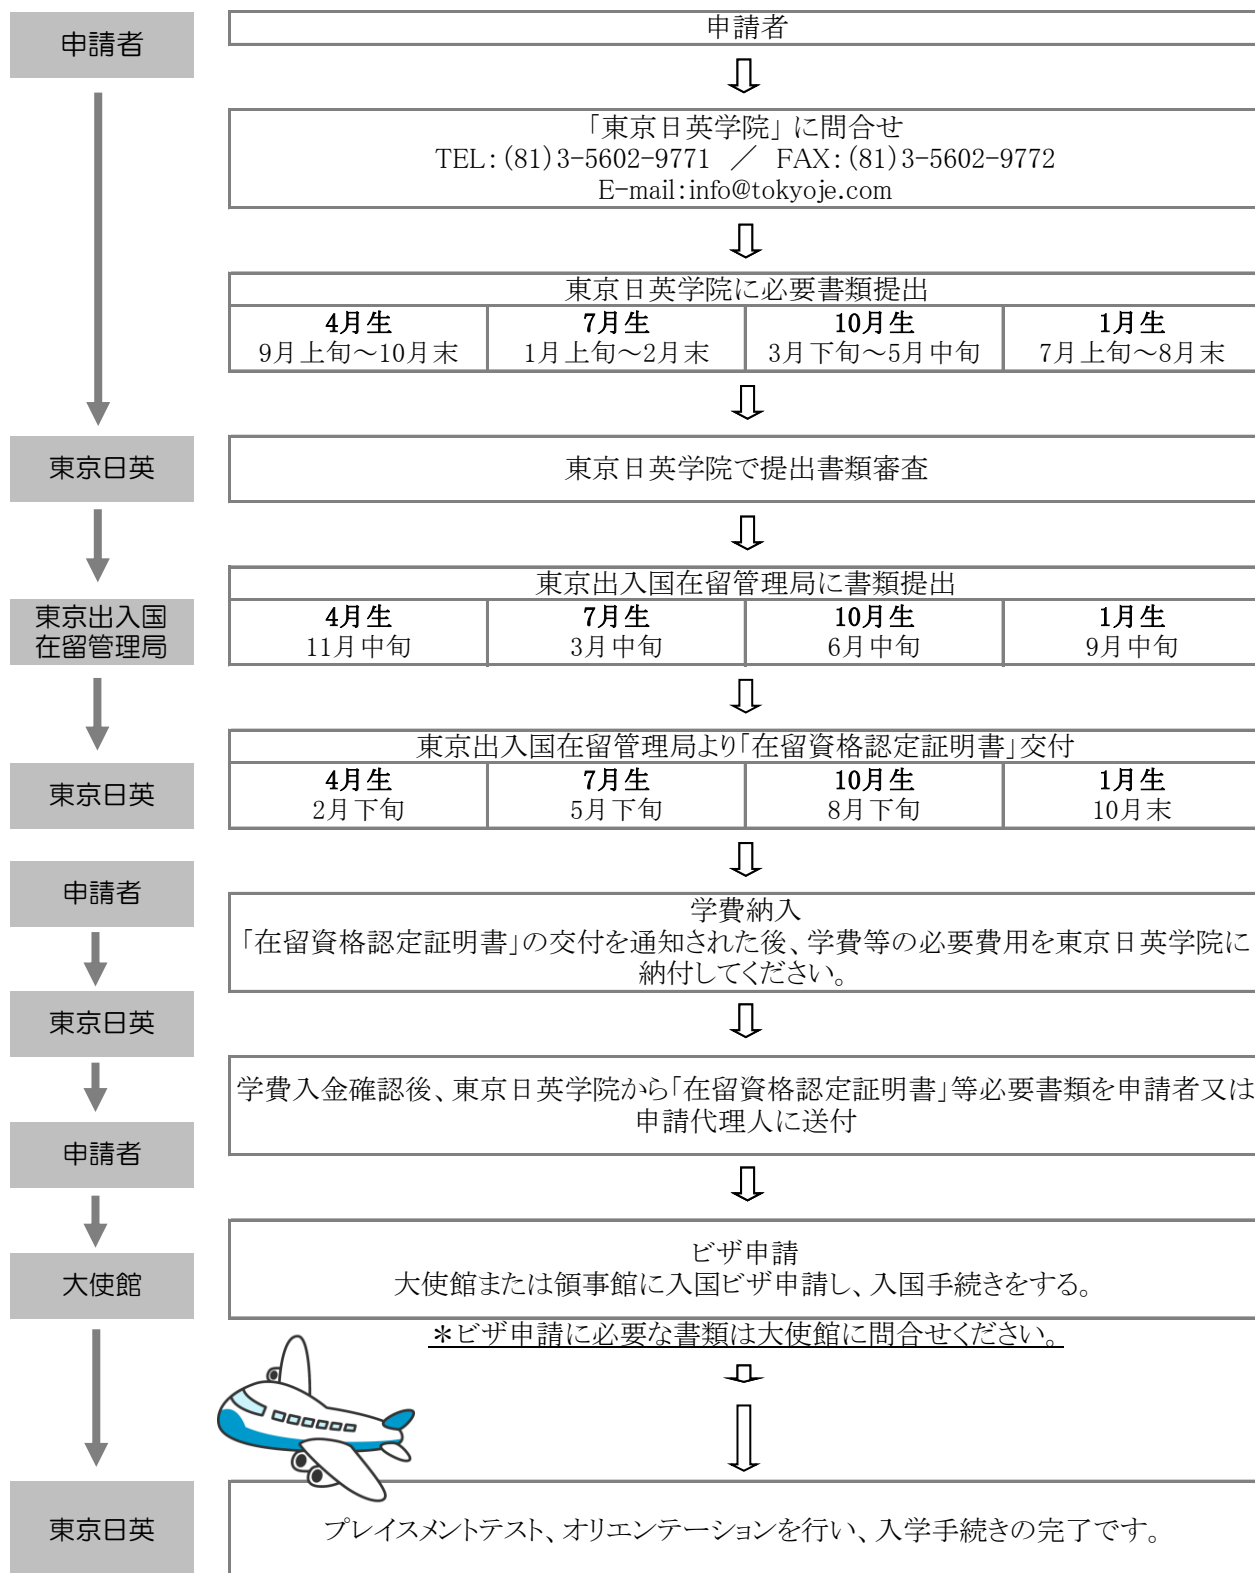 申請者
申請者
「東京日英学院」に問合せ
TEL：(81)3-5602-9771 ／ FAX：(81)3-5602-9772
E-mail：info@tokyoje.com
東京日英学院に必要書類提出
4月生 7月生 10月生 1月生
9月上旬～10月末 1月上旬～2月末 3月下旬～5月中旬 7月上旬～8月末
東京日英
東京日英学院で提出書類審査
東京出入国在留管理局に書類提出
東京出入国
在留管理局
4月生 7月生 10月生 1月生
11月中旬 3月中旬 6月中旬 9月中旬
東京出入国在留管理局より「在留資格認定証明書」交付
東京日英
4月生 7月生 10月生 1月生
2月下旬 5月下旬 8月下旬 10月末
申請者
学費納入
「在留資格認定証明書」の交付を通知された後、学費等の必要費用を東京日英学院に
納付してください。
東京日英
学費入金確認後、東京日英学院から「在留資格認定証明書」等必要書類を申請者又は
申請代理人に送付
申請者
大使館
ビザ申請
大使館または領事館に入国ビザ申請し、入国手続きをする。
＊ビザ申請に必要な書類は大使館に問合せください。
東京日英
プレイスメントテスト、オリエンテーションを行い、入学手続きの完了です。